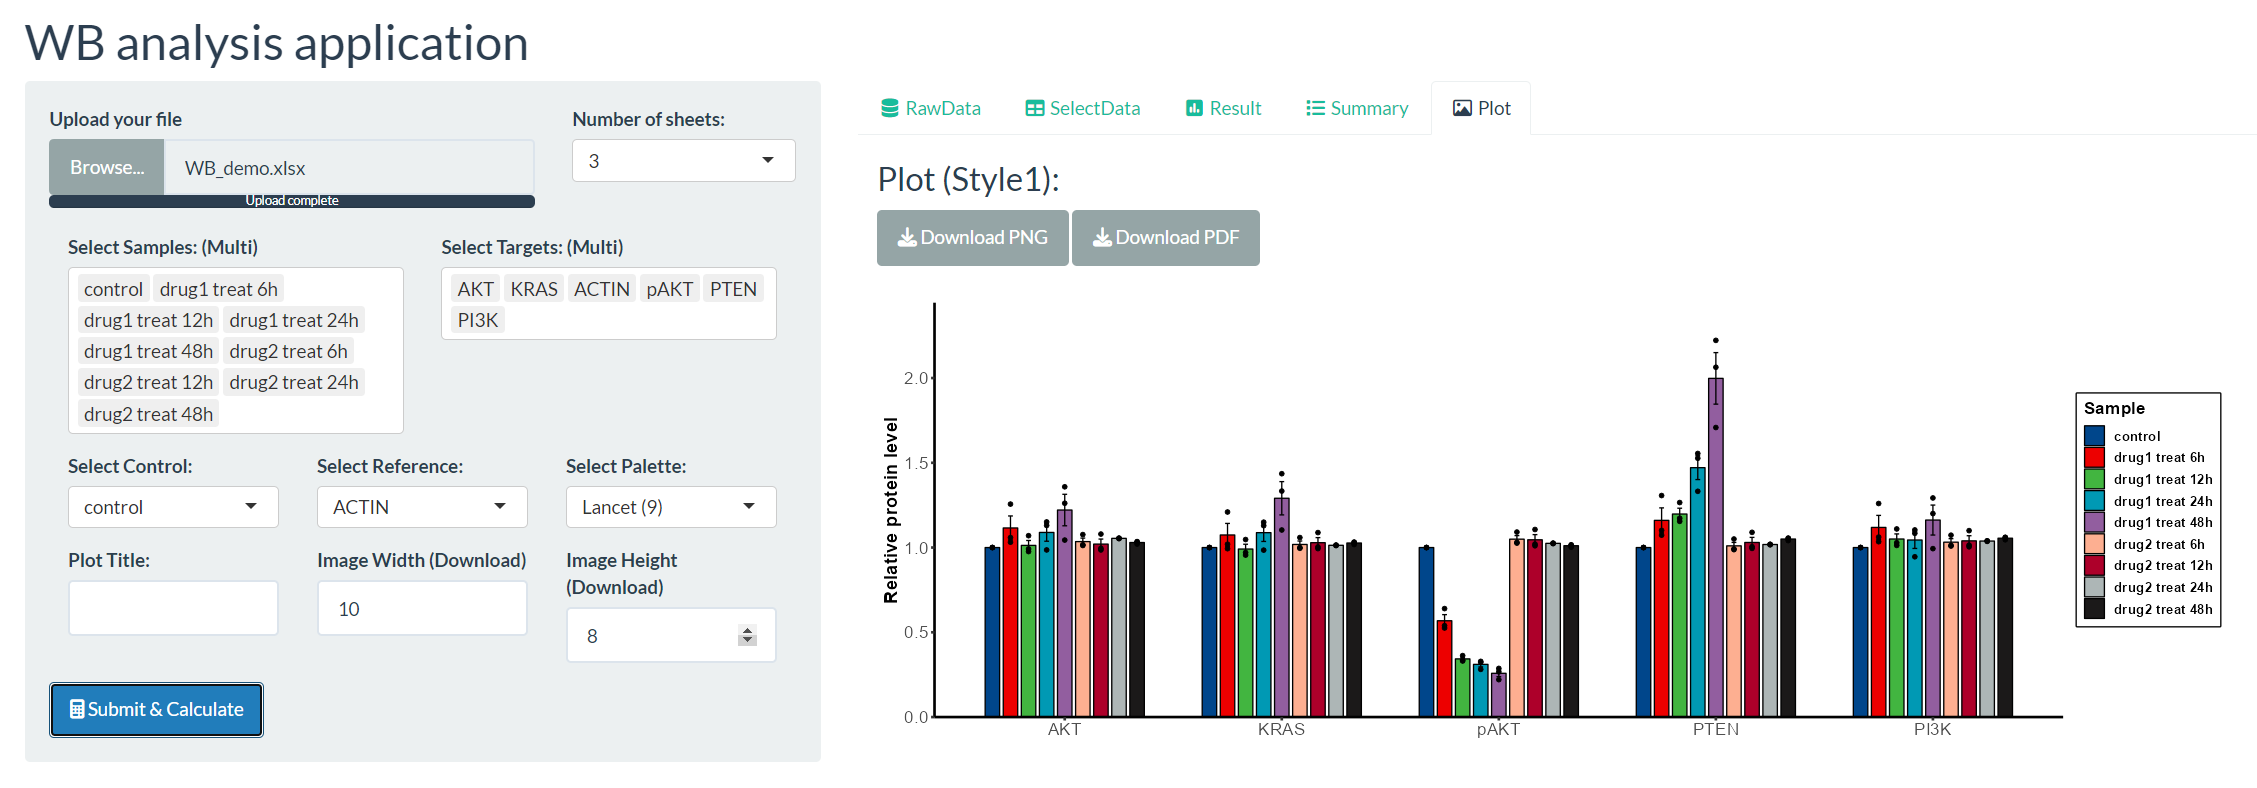 WB analysis application
Upload your file
Number of sheets:
Browse...
WB_demo.xlsx
3
Upload complete
Select Samples: (Multi)
Select Targets: (Multi)
control drug1 treat 6h
drug1 treat 12h drug1 treat 24h
drug1 treat 48h drug2 treat 6h
drug2 treat 12h drug2 treat 24h
drug2 treat 48h
AKT KRAS ACTIN pAKT PTEN
PI3K
Select Control:
Select Reference:
Select Palette:
control
ACTIN
Lancet (9)
Plot Title:
Image Width (Download)
Image Height
(Download)
10
8
Submit & Calculate
RawData
SelectData
Result
Summary
Plot
Plot (Style1):
Download PNG
Download PDF
Relative protein level
2.0
1.5
1.0
0.5
0.0
AKT
KRAS
pAKT
PTEN
PI3K
Sample
control
drug1 treat 6h
drug1 treat 12h
drug1 treat 24h
drug1 treat 48h
drug2 treat 6h
drug2 treat 12h
drug2 treat 24h
drug2 treat 48h